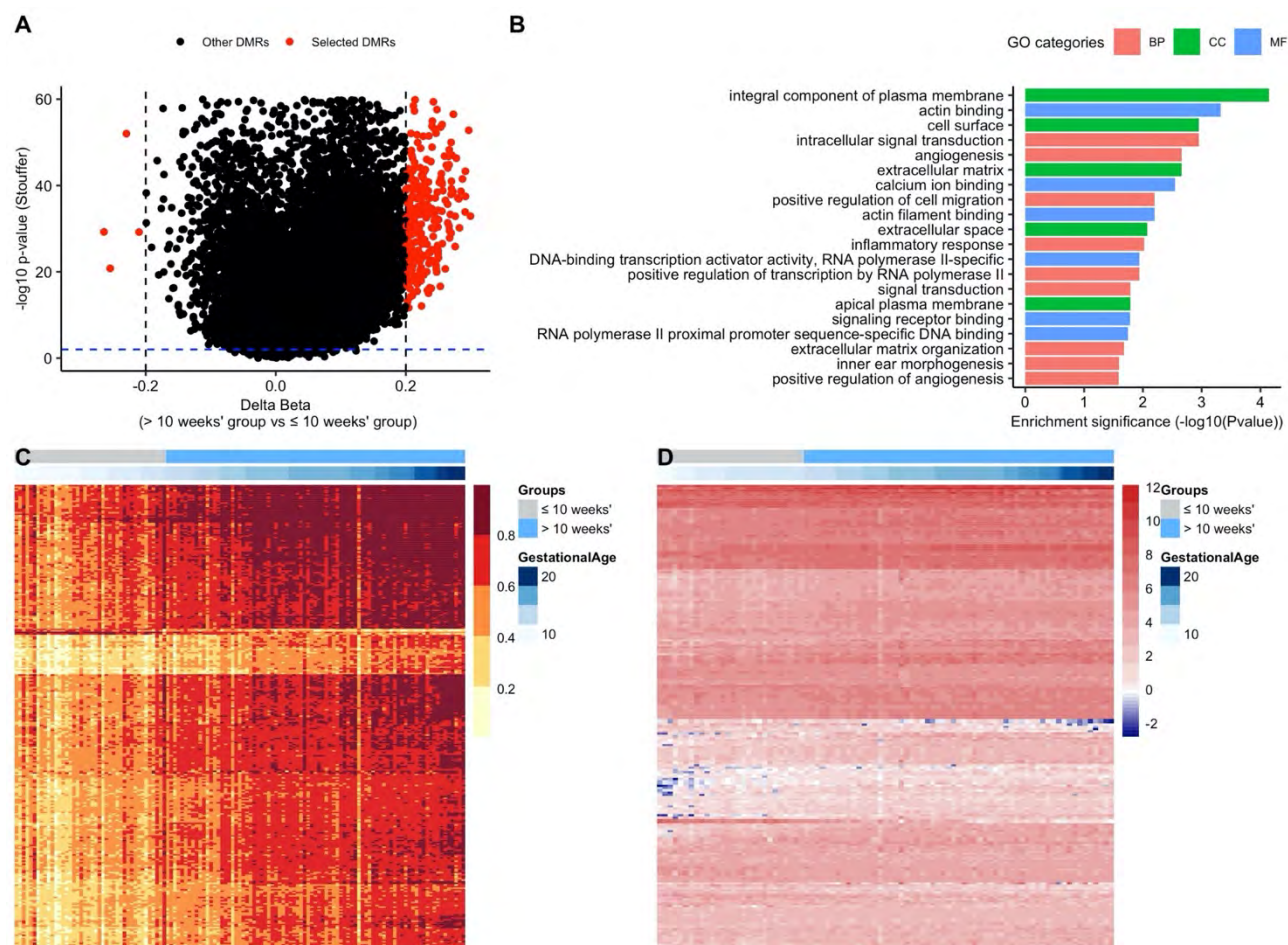 A
Other DMRs
Selected DMRs
-log10 p-value (Stouffer)
60
40
20
0
-0.2
0.0
0.2
Delta Beta
(> 10 weeks' group vs ≤ 10 weeks' group)
B
GO categories
BP
CC
MF
integral component of plasma membrane
actin binding
cell surface
intracellular signal transduction
angiogenesis
extracellular matrix
calcium ion binding
positive regulation of cell migration
actin filament binding
extracellular space
inflammatory response
DNA-binding transcription activator activity, RNA polymerase II-specific
positive regulation of transcription by RNA polymerase II
signal transduction
apical plasma membrane
signaling receptor binding
RNA polymerase II proximal promoter sequence-specific DNA binding
extracellular matrix organization
inner ear morphogenesis
positive regulation of angiogenesis
0
1
2
3
4
Enrichment significance (-log10(Pvalue))
C
0.8
0.6
0.4
0.2
Groups
≤ 10 weeks'
> 10 weeks'
GestationalAge
20
10
D
12
10
8
6
4
2
0
-2
Groups
≤ 10 weeks'
> 10 weeks'
GestationalAge
20
10